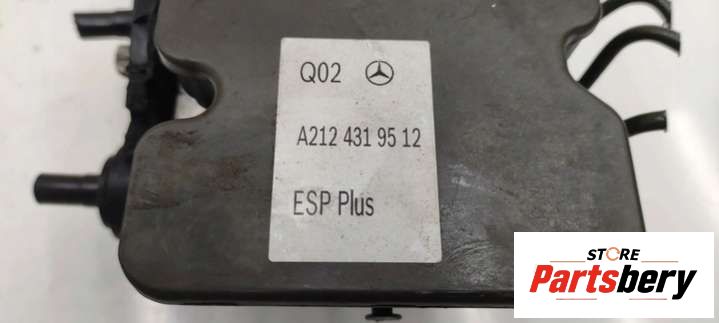 Q02
A212 431 95 12
ESP Plus
STORE
Partsbery